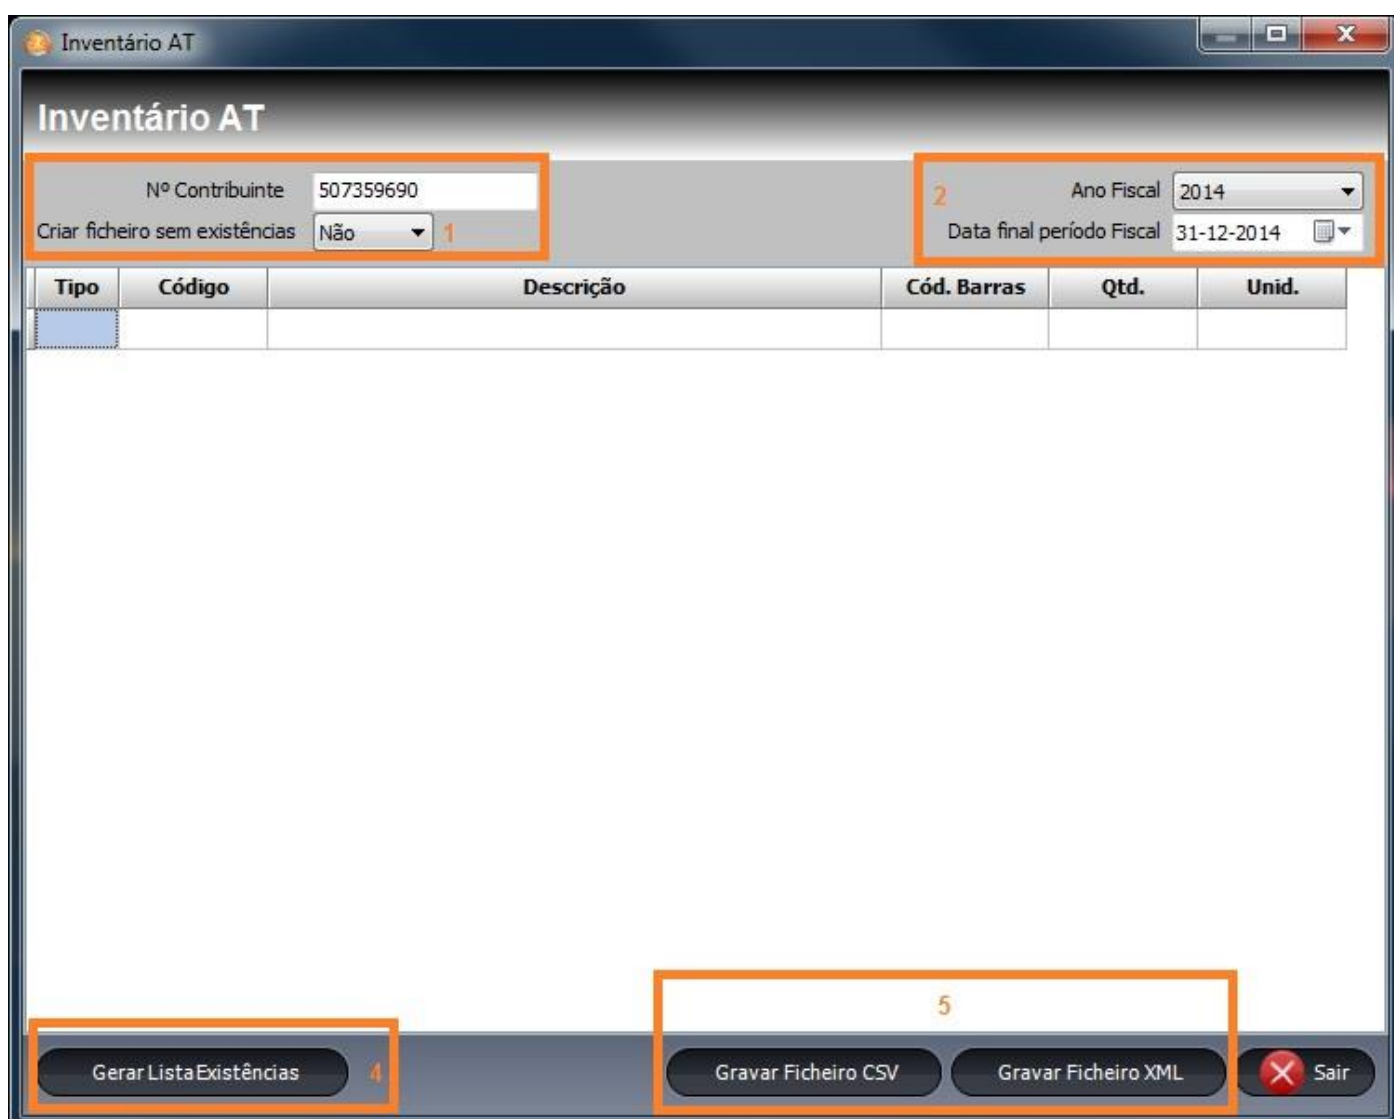 Inventário AT
Inventário AT
Nº Contribuinte 507359690
Criar ficheiro sem existências Não 1
2 Ano Fiscal 2014
Data final período Fiscal 31-12-2014
Tipo Código Descrição Cód. Barras Qtd. Unid.
5
Gerar Lista Existências 4 Gravar Ficheiro CSV Gravar Ficheiro XML Sair